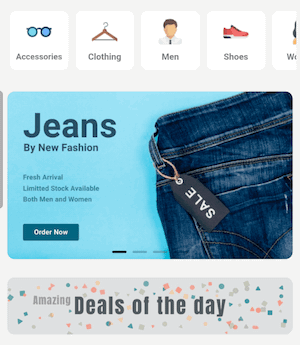 Accessories
Clothing
Men
Shoes
Jeans
By New Fashion
Fresh Arrival
Limitted Stock Available
Both Men and Women
Order Now
SALE
Amazing
Deals of the day